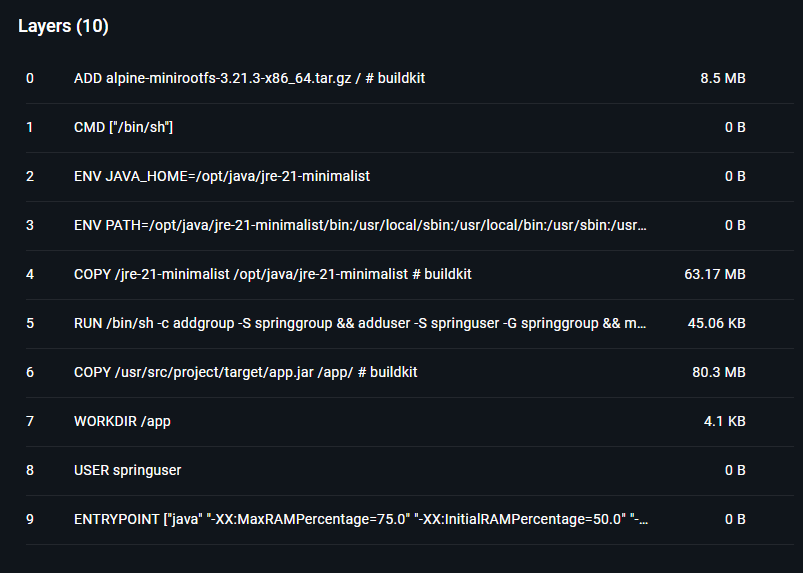 Layers (10)
0 ADD alpine-minirootfs-3.21.3-x86_64.tar.gz / # buildkit 8.5 MB
1 CMD ["/bin/sh"] 0 B
2 ENV JAVA_HOME=/opt/java/jre-21-minimalist 0 B
3 ENV PATH=/opt/java/jre-21-minimalist/bin:/usr/local/sbin:/usr/local/bin:/usr/sbin:/usr... 0 B
4 COPY /jre-21-minimalist /opt/java/jre-21-minimalist # buildkit 63.17 MB
5 RUN /bin/sh -c addgroup -S springgroup && adduser -S springuser -G springgroup && m... 45.06 KB
6 COPY /usr/src/project/target/app.jar /app/ # buildkit 80.3 MB
7 WORKDIR /app 4.1 KB
8 USER springuser 0 B
9 ENTRYPOINT ["java" "-XX:MaxRAMPercentage=75.0" "-XX:InitialRAMPercentage=50.0" "-... 0 B